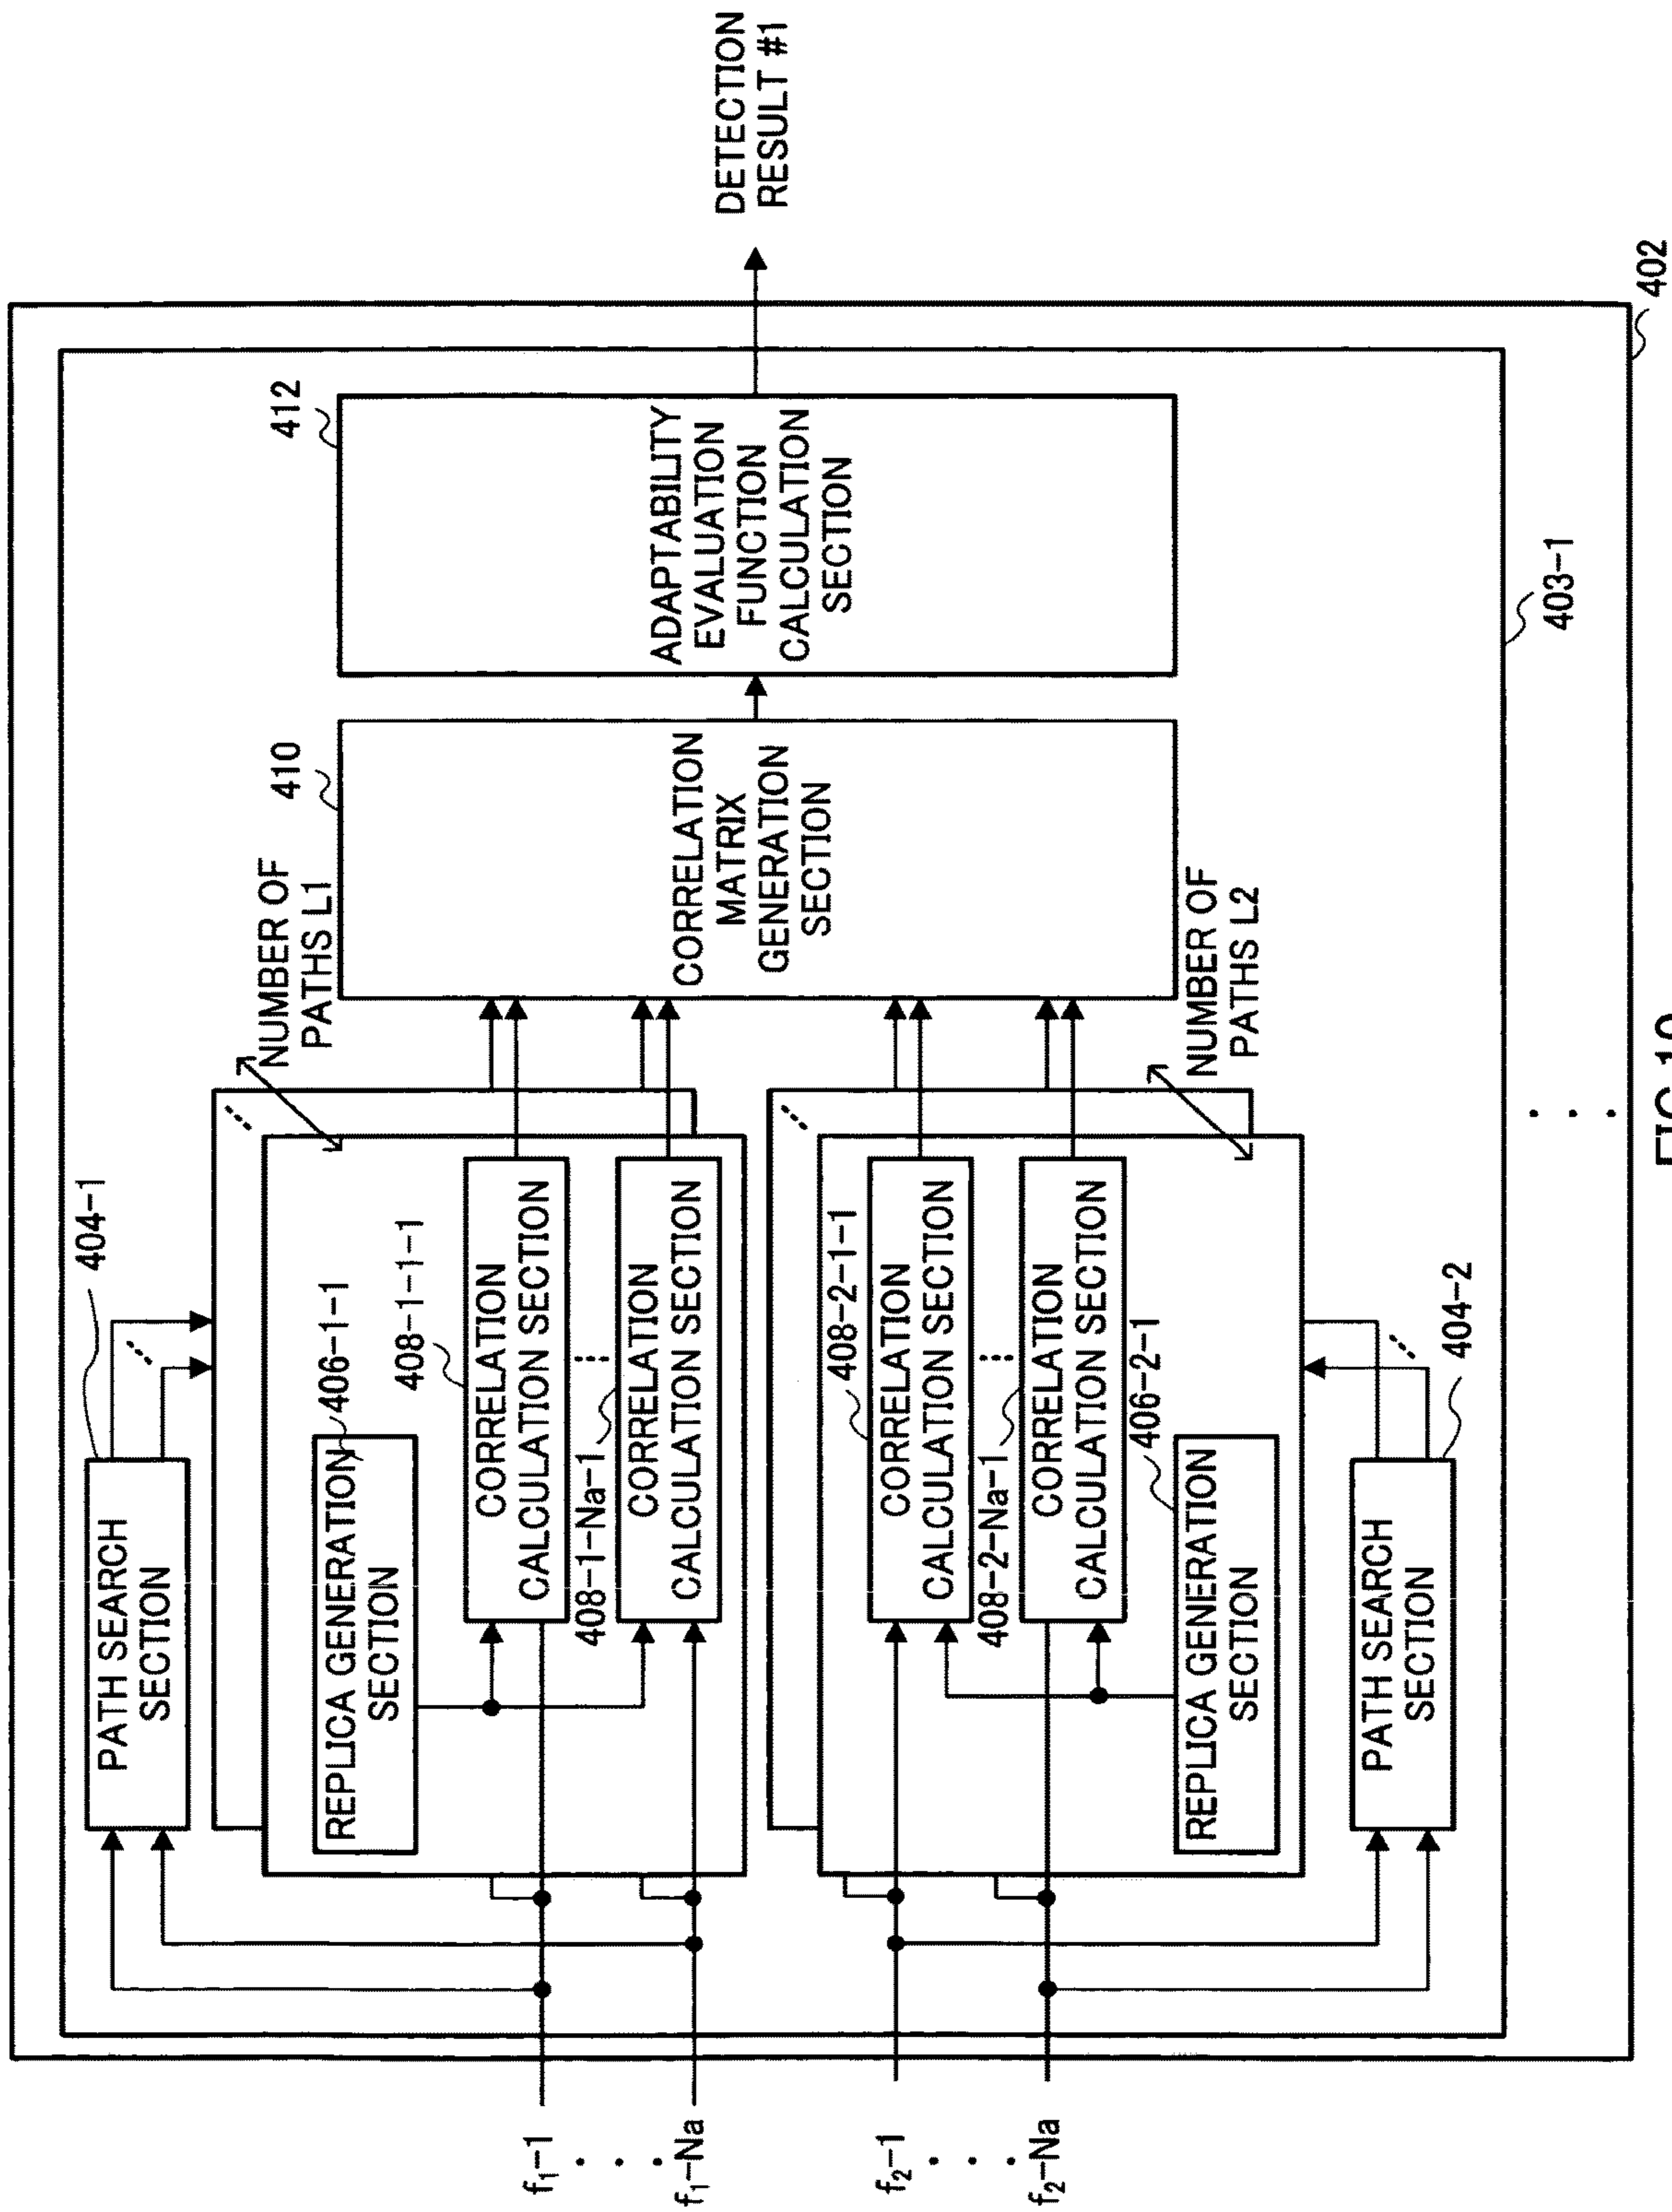 DETECTION
RESULT #1
402
403-1
412
ADAPTABILITY
EVALUATION
FUNCTION
CALCULATION
SECTION
410
CORRELATION
MATRIX
GENERATION
SECTION
NUMBER OF
PATHS L1
NUMBER OF
PATHS L2
404-1
PATH SEARCH
SECTION
406-1-1
REPLICA GENERATION
SECTION
408-1-1-1
CORRELATION
CALCULATION SECTION
408-1-Na-1
CORRELATION
CALCULATION SECTION
408-2-1-1
CORRELATION
CALCULATION SECTION
408-2-Na-1
CORRELATION
CALCULATION SECTION
406-2-1
REPLICA GENERATION
SECTION
404-2
PATH SEARCH
SECTION
f₁-1
f₁-Na
f₂-1
f₂-Na